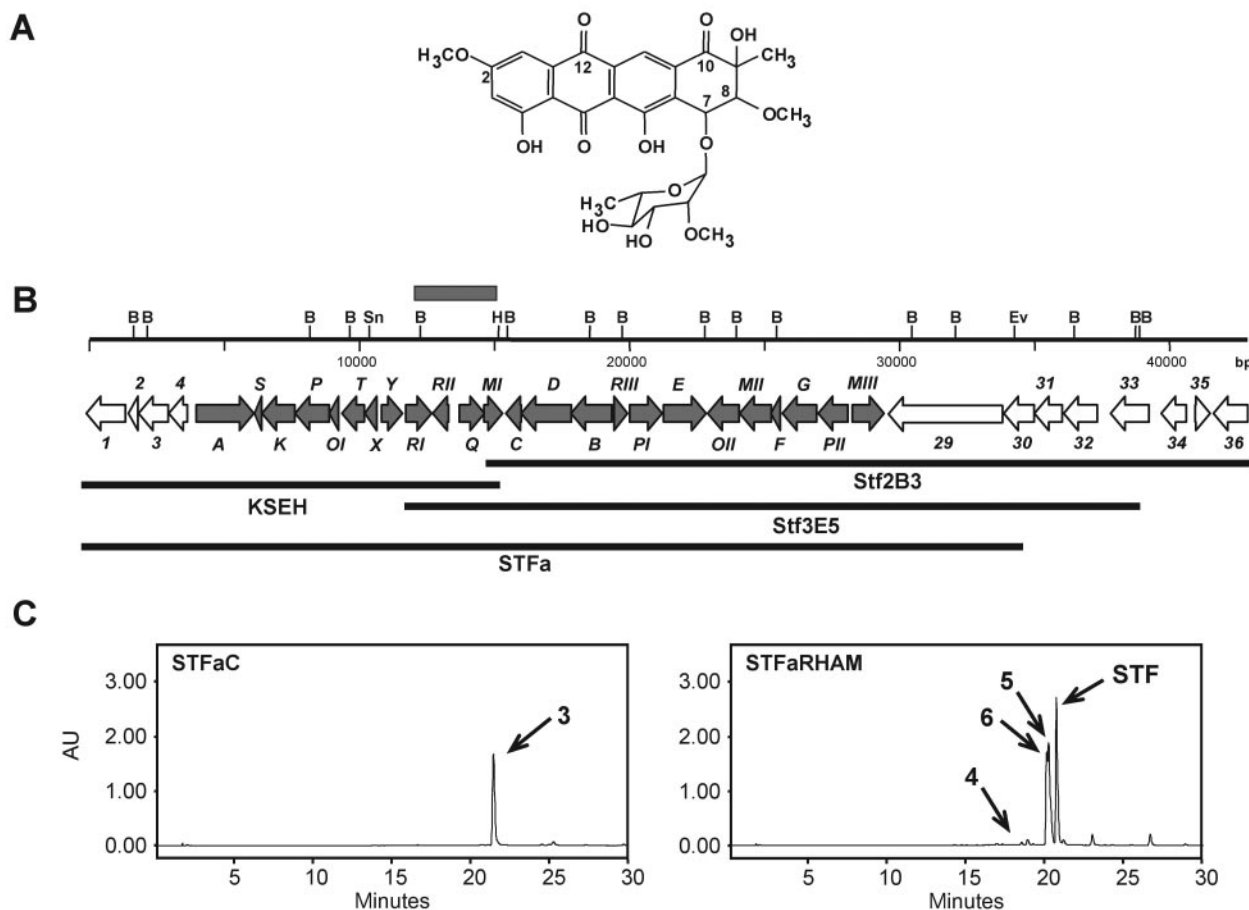 A
O
O
O
OH
H₃CO
CH₃
2
12
10
8
7
OCH₃
OH
O
OH
O
H₃C
O
HO
HO
OCH₃
B
B B B B Sn B H B B B B B B B B Ev B BB
10000 20000 30000 40000 bp
2 4 S P T Y RII MI D RIII E MII G MIII 31 33 35
1 3 A K OI X RI Q C B PI OII F PII 29 30 32 34 36
Stf2B3
KSEH
Stf3E5
STFa
C
STFaC
3
3.00
2.00
1.00
0.00
AU
5 10 15 20 25 30
Minutes
STFaRHAM
STF
5
6
4
3.00
2.00
1.00
0.00
5 10 15 20 25 30
Minutes